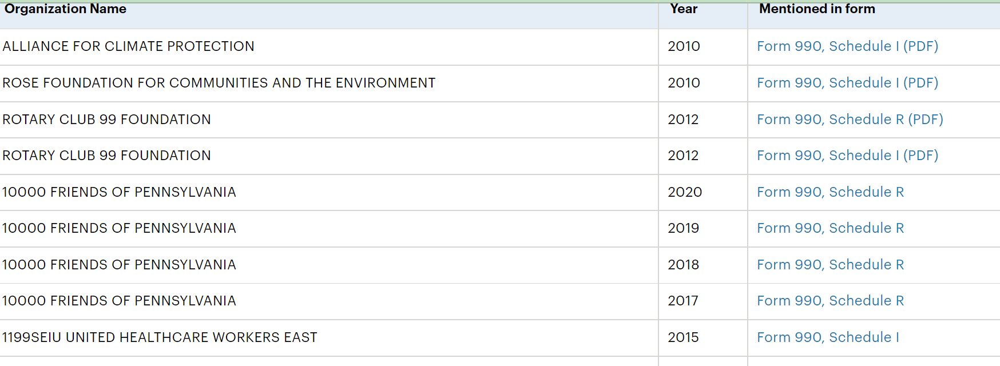 Organization Name Year Mentioned in form
ALLIANCE FOR CLIMATE PROTECTION 2010 Form 990, Schedule I (PDF)
ROSE FOUNDATION FOR COMMUNITIES AND THE ENVIRONMENT 2010 Form 990, Schedule I (PDF)
ROTARY CLUB 99 FOUNDATION 2012 Form 990, Schedule R (PDF)
ROTARY CLUB 99 FOUNDATION 2012 Form 990, Schedule I (PDF)
10000 FRIENDS OF PENNSYLVANIA 2020 Form 990, Schedule R
10000 FRIENDS OF PENNSYLVANIA 2019 Form 990, Schedule R
10000 FRIENDS OF PENNSYLVANIA 2018 Form 990, Schedule R
10000 FRIENDS OF PENNSYLVANIA 2017 Form 990, Schedule R
1199SEIU UNITED HEALTHCARE WORKERS EAST 2015 Form 990, Schedule I